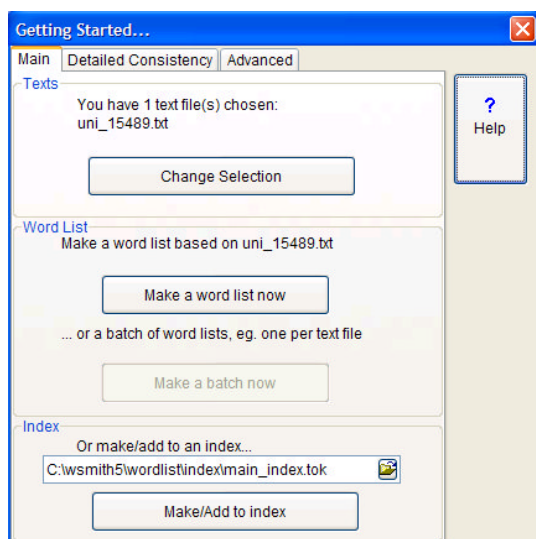 Getting Started...
Main Detailed Consistency Advanced
Texts
You have 1 text file(s) chosen:
uni_15489.txt
Change Selection
? 
Help
Word List
Make a word list based on uni_15489.txt
Make a word list now
... or a batch of word lists, eg. one per text file
Make a batch now
Index
Or make/add to an index...
C:\wsmith5\wordlist\index\main_index.tok
Make/Add to index